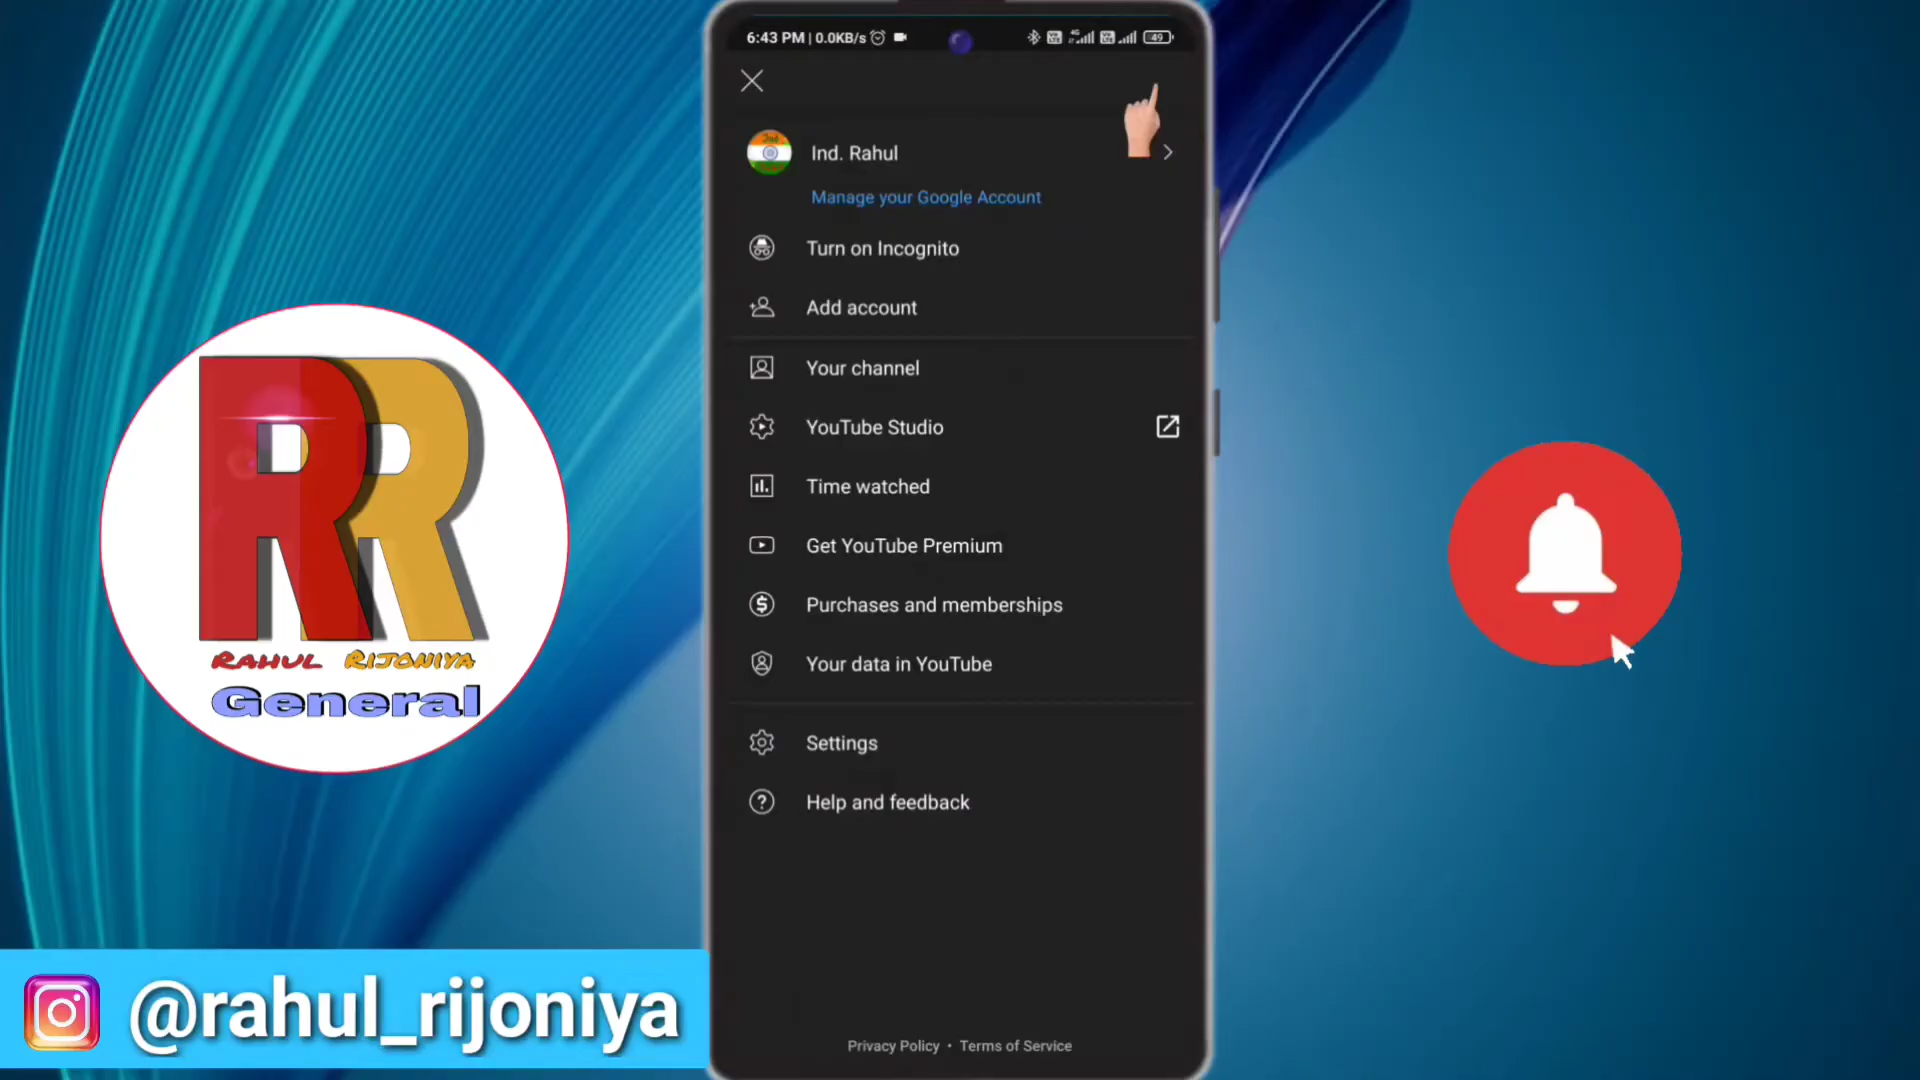 6:43 PM | 0.0KB/s
49
Ind. Rahul
Manage your Google Account
Turn on Incognito
Add account
Your channel
YouTube Studio
Time watched
Get YouTube Premium
Purchases and memberships
Your data in YouTube
Settings
Help and feedback
Privacy Policy • Terms of Service
RR
RAHUL RIJONIYA
General
@rahul_rijoniya